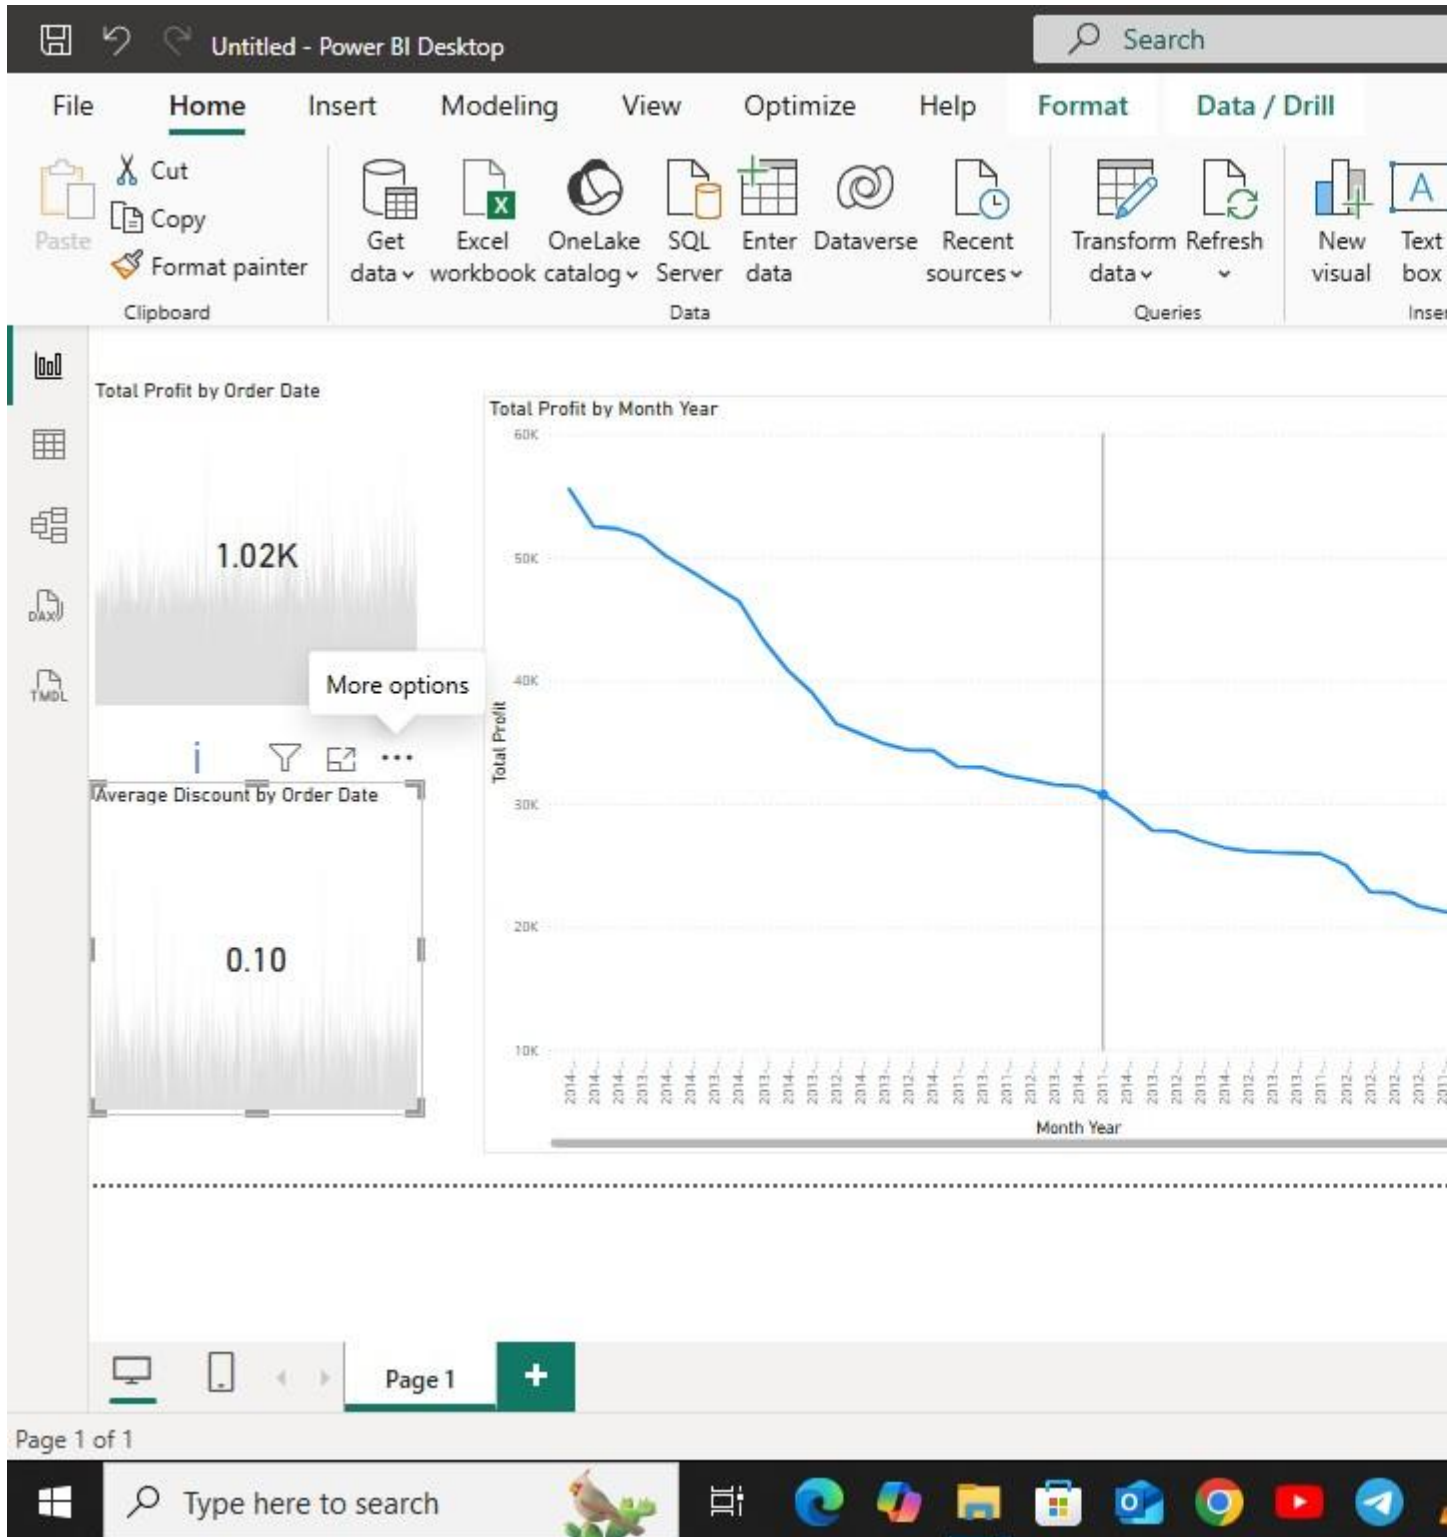 Untitled - Power BI Desktop
Search
File Home Insert Modeling View Optimize Help Format Data / Drill
Paste
Cut
Copy
Format painter
Clipboard
Get data
Excel workbook
OneLake catalog
SQL Server
Enter data
Dataverse
Recent sources
Data
Transform data
Refresh
Queries
New visual
Text box
Inser
DAX
TMDL
Total Profit by Order Date
1.02K
More options
Average Discount by Order Date
0.10
Total Profit by Month Year
60K
50K
40K
30K
20K
10K
Total Profit
Month Year
Page 1
Page 1 of 1
Type here to search